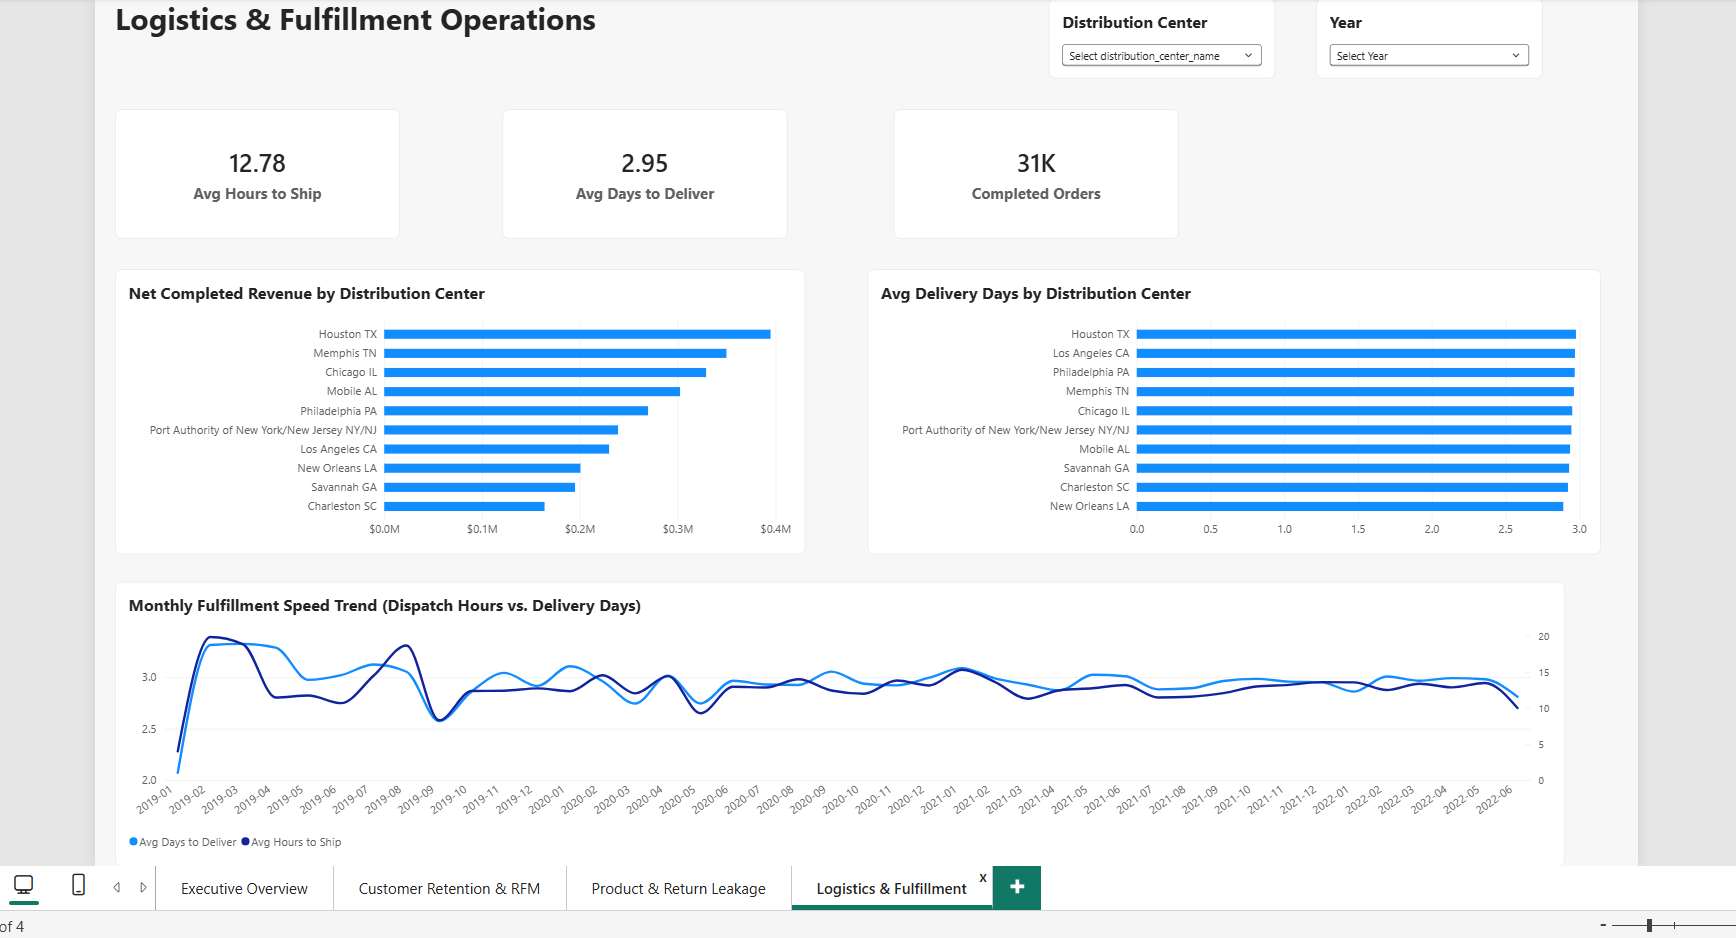 Logistics & Fulfillment Operations
Distribution Center
Select distribution_center_name
Year
Select Year
12.78
Avg Hours to Ship
2.95
Avg Days to Deliver
31K
Completed Orders
Net Completed Revenue by Distribution Center
Houston TX
Memphis TN
Chicago IL
Mobile AL
Philadelphia PA
Port Authority of New York/New Jersey NY/NJ
Los Angeles CA
New Orleans LA
Savannah GA
Charleston SC
$0.0M $0.1M $0.2M $0.3M $0.4M
Avg Delivery Days by Distribution Center
Houston TX
Los Angeles CA
Philadelphia PA
Memphis TN
Chicago IL
Port Authority of New York/New Jersey NY/NJ
Mobile AL
Savannah GA
Charleston SC
New Orleans LA
0.0 0.5 1.0 1.5 2.0 2.5 3.0
Monthly Fulfillment Speed Trend (Dispatch Hours vs. Delivery Days)
3.0
2.5
2.0
20
15
10
5
0
2019-01 2019-02 2019-03 2019-04 2019-05 2019-06 2019-07 2019-08 2019-09 2019-10 2019-11 2019-12 2020-01 2020-02 2020-03 2020-04 2020-05 2020-06 2020-07 2020-08 2020-09 2020-10 2020-11 2020-12 2021-01 2021-02 2021-03 2021-04 2021-05 2021-06 2021-07 2021-08 2021-09 2021-10 2021-11 2021-12 2022-01 2022-02 2022-03 2022-04 2022-05 2022-06
Avg Days to Deliver Avg Hours to Ship
Executive Overview Customer Retention & RFM Product & Return Leakage Logistics & Fulfillment x +
of 4
-